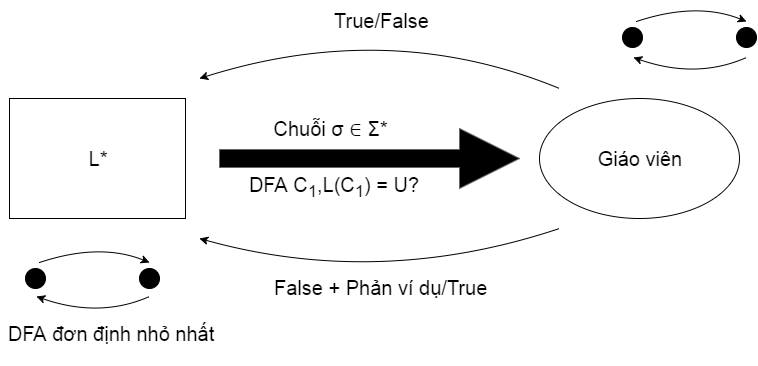 True/False
Chuỗi σ ∈ Σ*
L*
Giáo viên
DFA C₁,L(C₁) = U?
False + Phản ví dụ/True
DFA đơn định nhỏ nhất